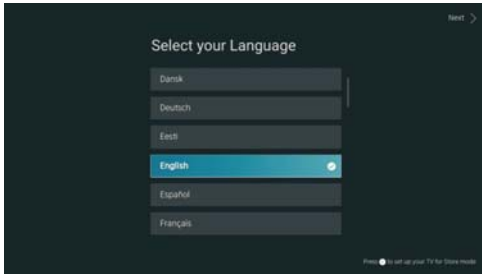 Next
Select your Language
Dansk
Deutsch
Eesti
English
Español
Français
Press to set up your TV for Store mode